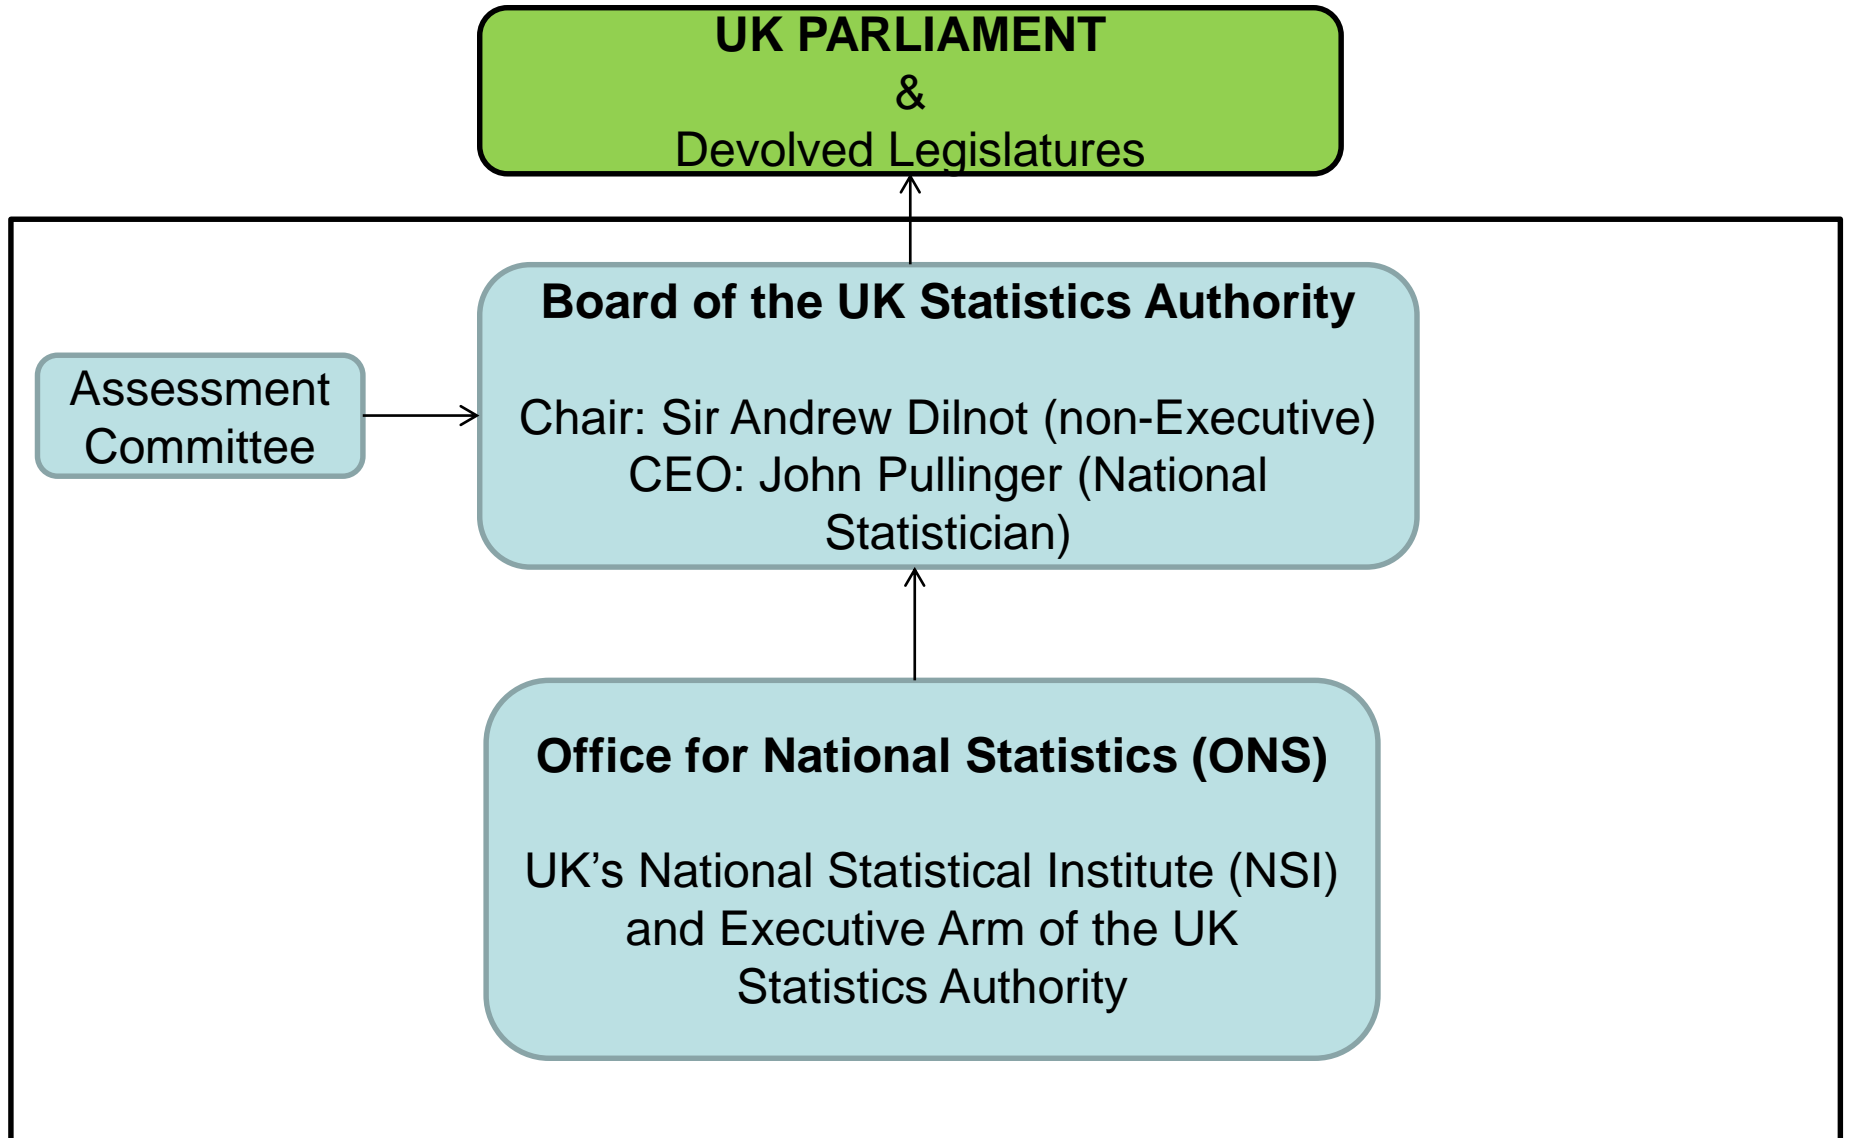 UK PARLIAMENT
&
Devolved Legislatures
Board of the UK Statistics Authority
Assessment
Committee
Chair: Sir Andrew Dilnot (non-Executive)
CEO: John Pullinger (National
Statistician)
Office for National Statistics (ONS)
UK’s National Statistical Institute (NSI)
and Executive Arm of the UK
Statistics Authority